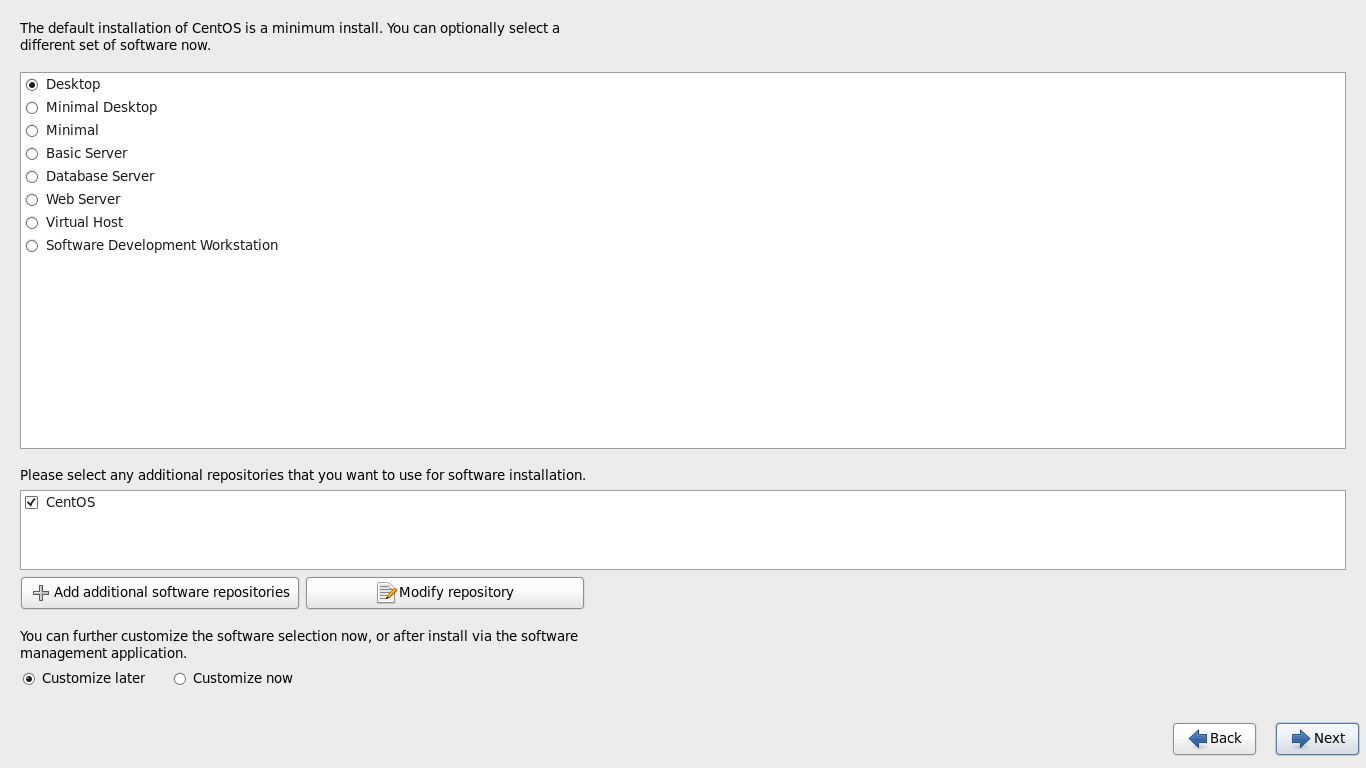 The default installation of CentOS is a minimum install. You can optionally select a
different set of software now.
Desktop
Minimal Desktop
Minimal
Basic Server
Database Server
Web Server
Virtual Host
Software Development Workstation
Please select any additional repositories that you want to use for software installation.
CentOS
Add additional software repositories
Modify repository
You can further customize the software selection now, or after install via the software
management application.
Customize later
Customize now
Back
Next